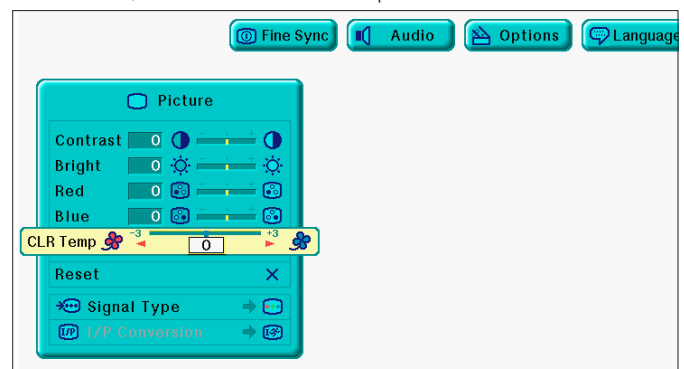 Fine Sync Audio Options Language
Picture
Contrast 0 - +
Bright 0 - +
Red 0 - +
Blue 0 - +
CLR Temp -3 0 +3
Reset
Signal Type
I/P I/P Conversion